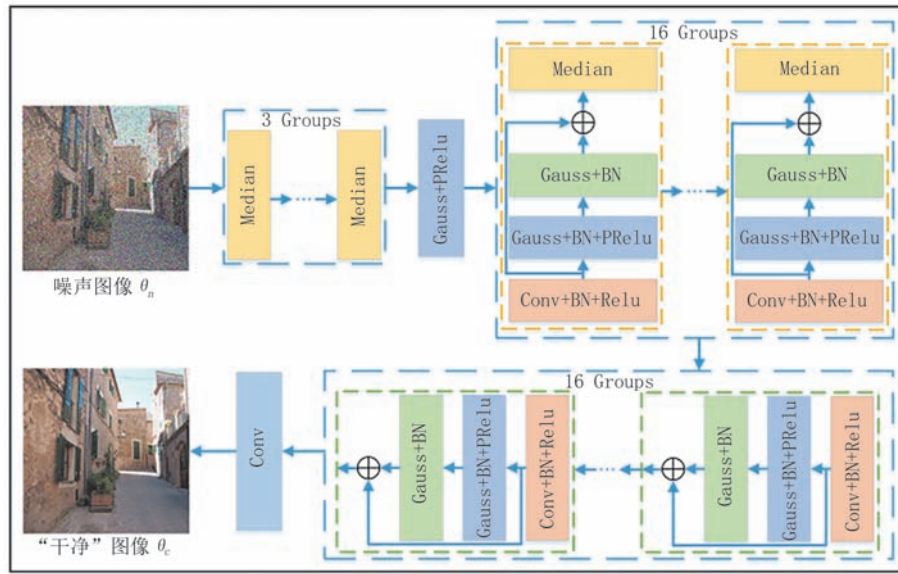 16 Groups
Median
Median
3 Groups
Gauss+BN
Gauss+BN
Median
Median
Gauss+PRelu
Gauss+BN+PRelu
Gauss+BN+PRelu
Conv+BN+Relu
Conv+BN+Relu
噪声图像 θn
16 Groups
Conv
Gauss+BN
Gauss+BN+PRelu
Conv+BN+Relu
Gauss+BN
Gauss+BN+PRelu
Conv+BN+Relu
“干净”图像 θc